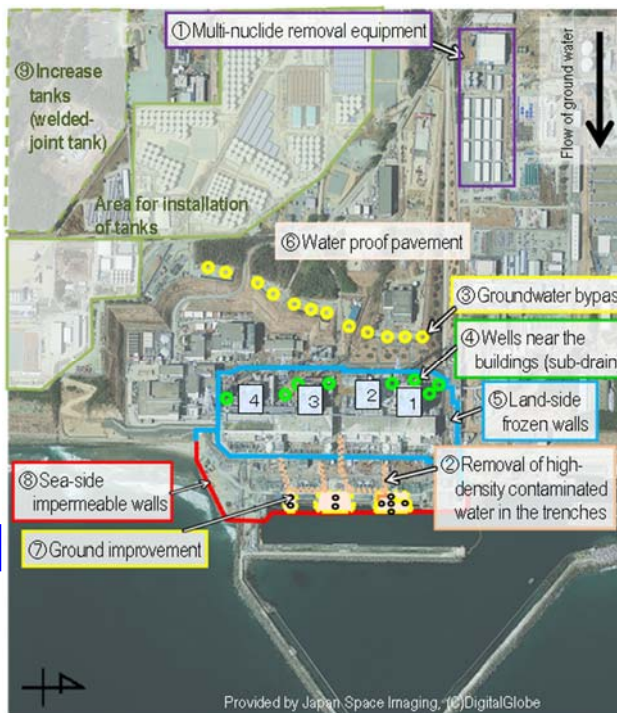 ①Multi-nuclide removal equipment
⑨Increase
tanks
(welded-
joint tank)
Flow of ground water
Area for installation
of tanks
⑥Water proof pavement
③Groundwater bypas
④Wells near the
buildings (sub-drain
4
3
2
1
⑤Land-side
frozen walls
②Removal of high-
density contaminated
water in the trenches
⑧Sea-side
impermeable walls
⑦Ground improvement
Provided by Japan Space Imaging, (C)DigitalGlobe